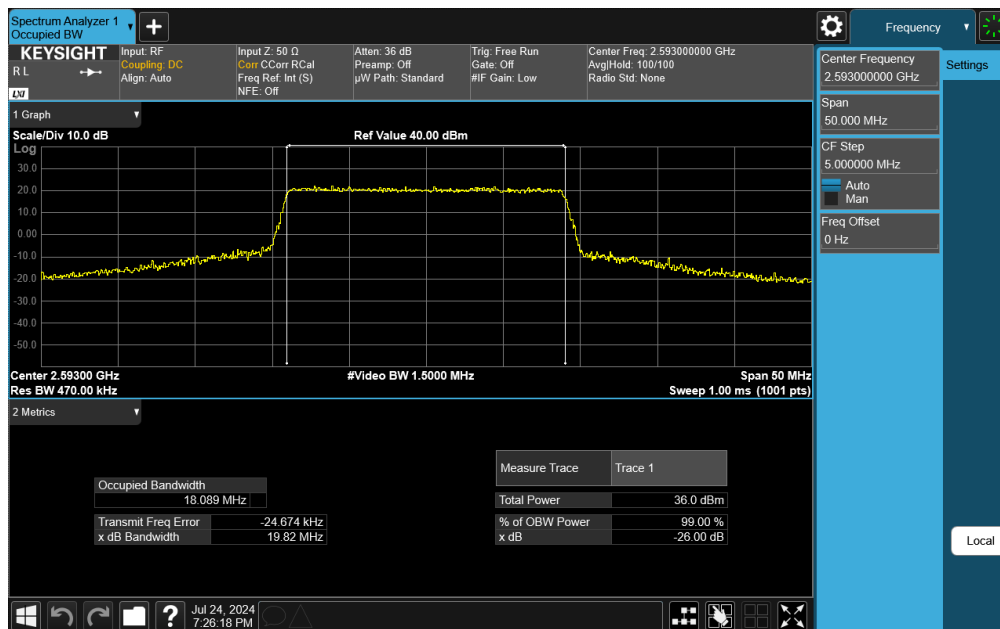 Spectrum Analyzer 1
Occupied BW
Frequency
KEYSIGHT
R L
LXI
Input: RF
Coupling: DC
Align: Auto
Input Z: 50 Ω
Corr CCorr RCal
Freq Ref: Int (S)
NFE: Off
Atten: 36 dB
Preamp: Off
µW Path: Standard
Trig: Free Run
Gate: Off
#IF Gain: Low
Center Freq: 2.593000000 GHz
Avg|Hold: 100/100
Radio Std: None
Center Frequency
2.593000000 GHz
Settings
Span
50.000 MHz
CF Step
5.000000 MHz
Auto
Man
Freq Offset
0 Hz
Local
1 Graph
Scale/Div 10.0 dB
Ref Value 40.00 dBm
Log
30.0
20.0
10.0
0.00
-10.0
-20.0
-30.0
-40.0
-50.0
Center 2.59300 GHz
#Video BW 1.5000 MHz
Span 50 MHz
Res BW 470.00 kHz
Sweep 1.00 ms (1001 pts)
2 Metrics
Occupied Bandwidth
18.089 MHz
Transmit Freq Error -24.674 kHz
x dB Bandwidth 19.82 MHz
Measure Trace Trace 1
Total Power 36.0 dBm
% of OBW Power 99.00 %
x dB -26.00 dB
?
Jul 24, 2024
7:26:18 PM